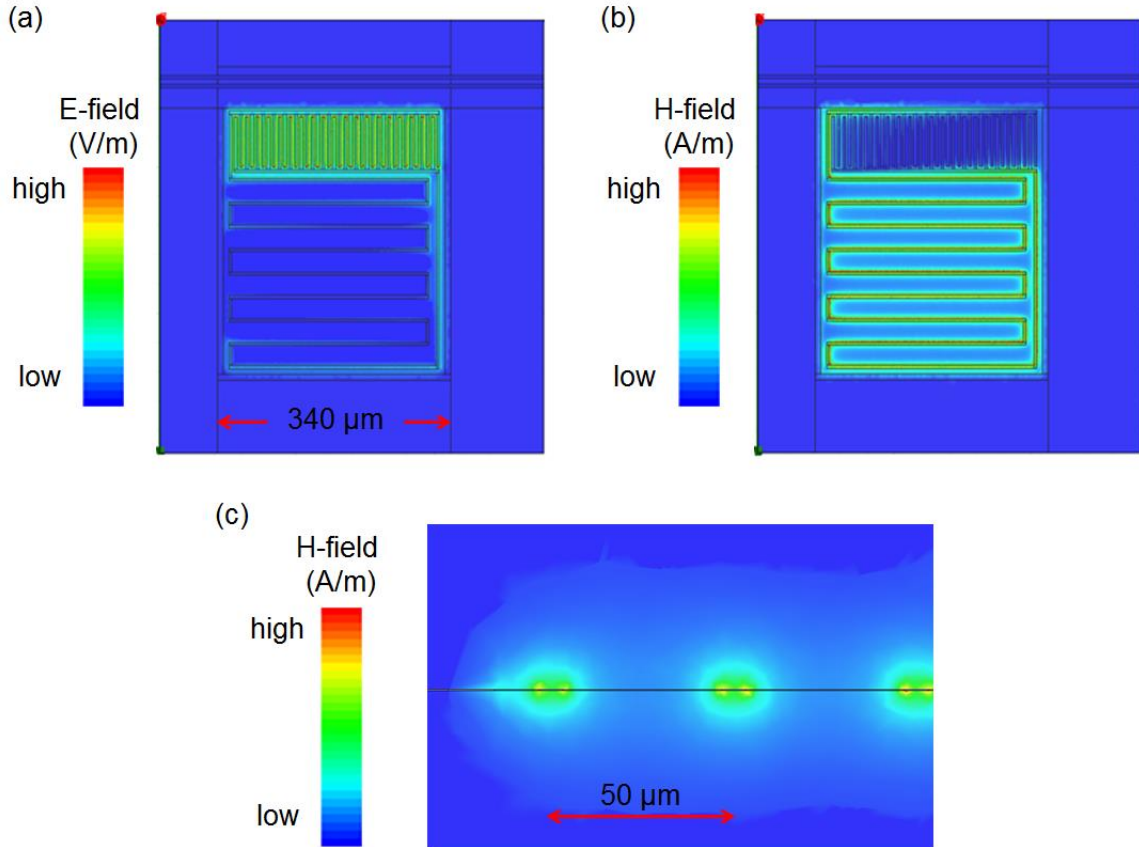 (a)
E-field
(V/m)
high
low
340 µm
(b)
H-field
(A/m)
high
low
(c)
H-field
(A/m)
high
low
50 µm